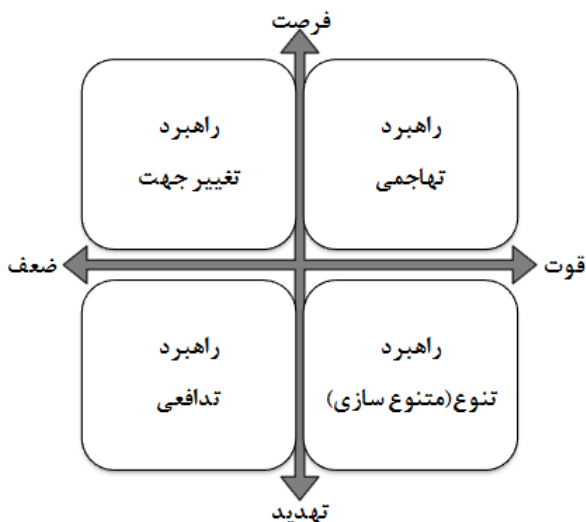 فرصت
راهبرد
تهاجمی
راهبرد
تغییر جهت
قوت
ضعف
راهبرد
تنوع(متنوع سازی)
راهبرد
تدافعی
تهدید